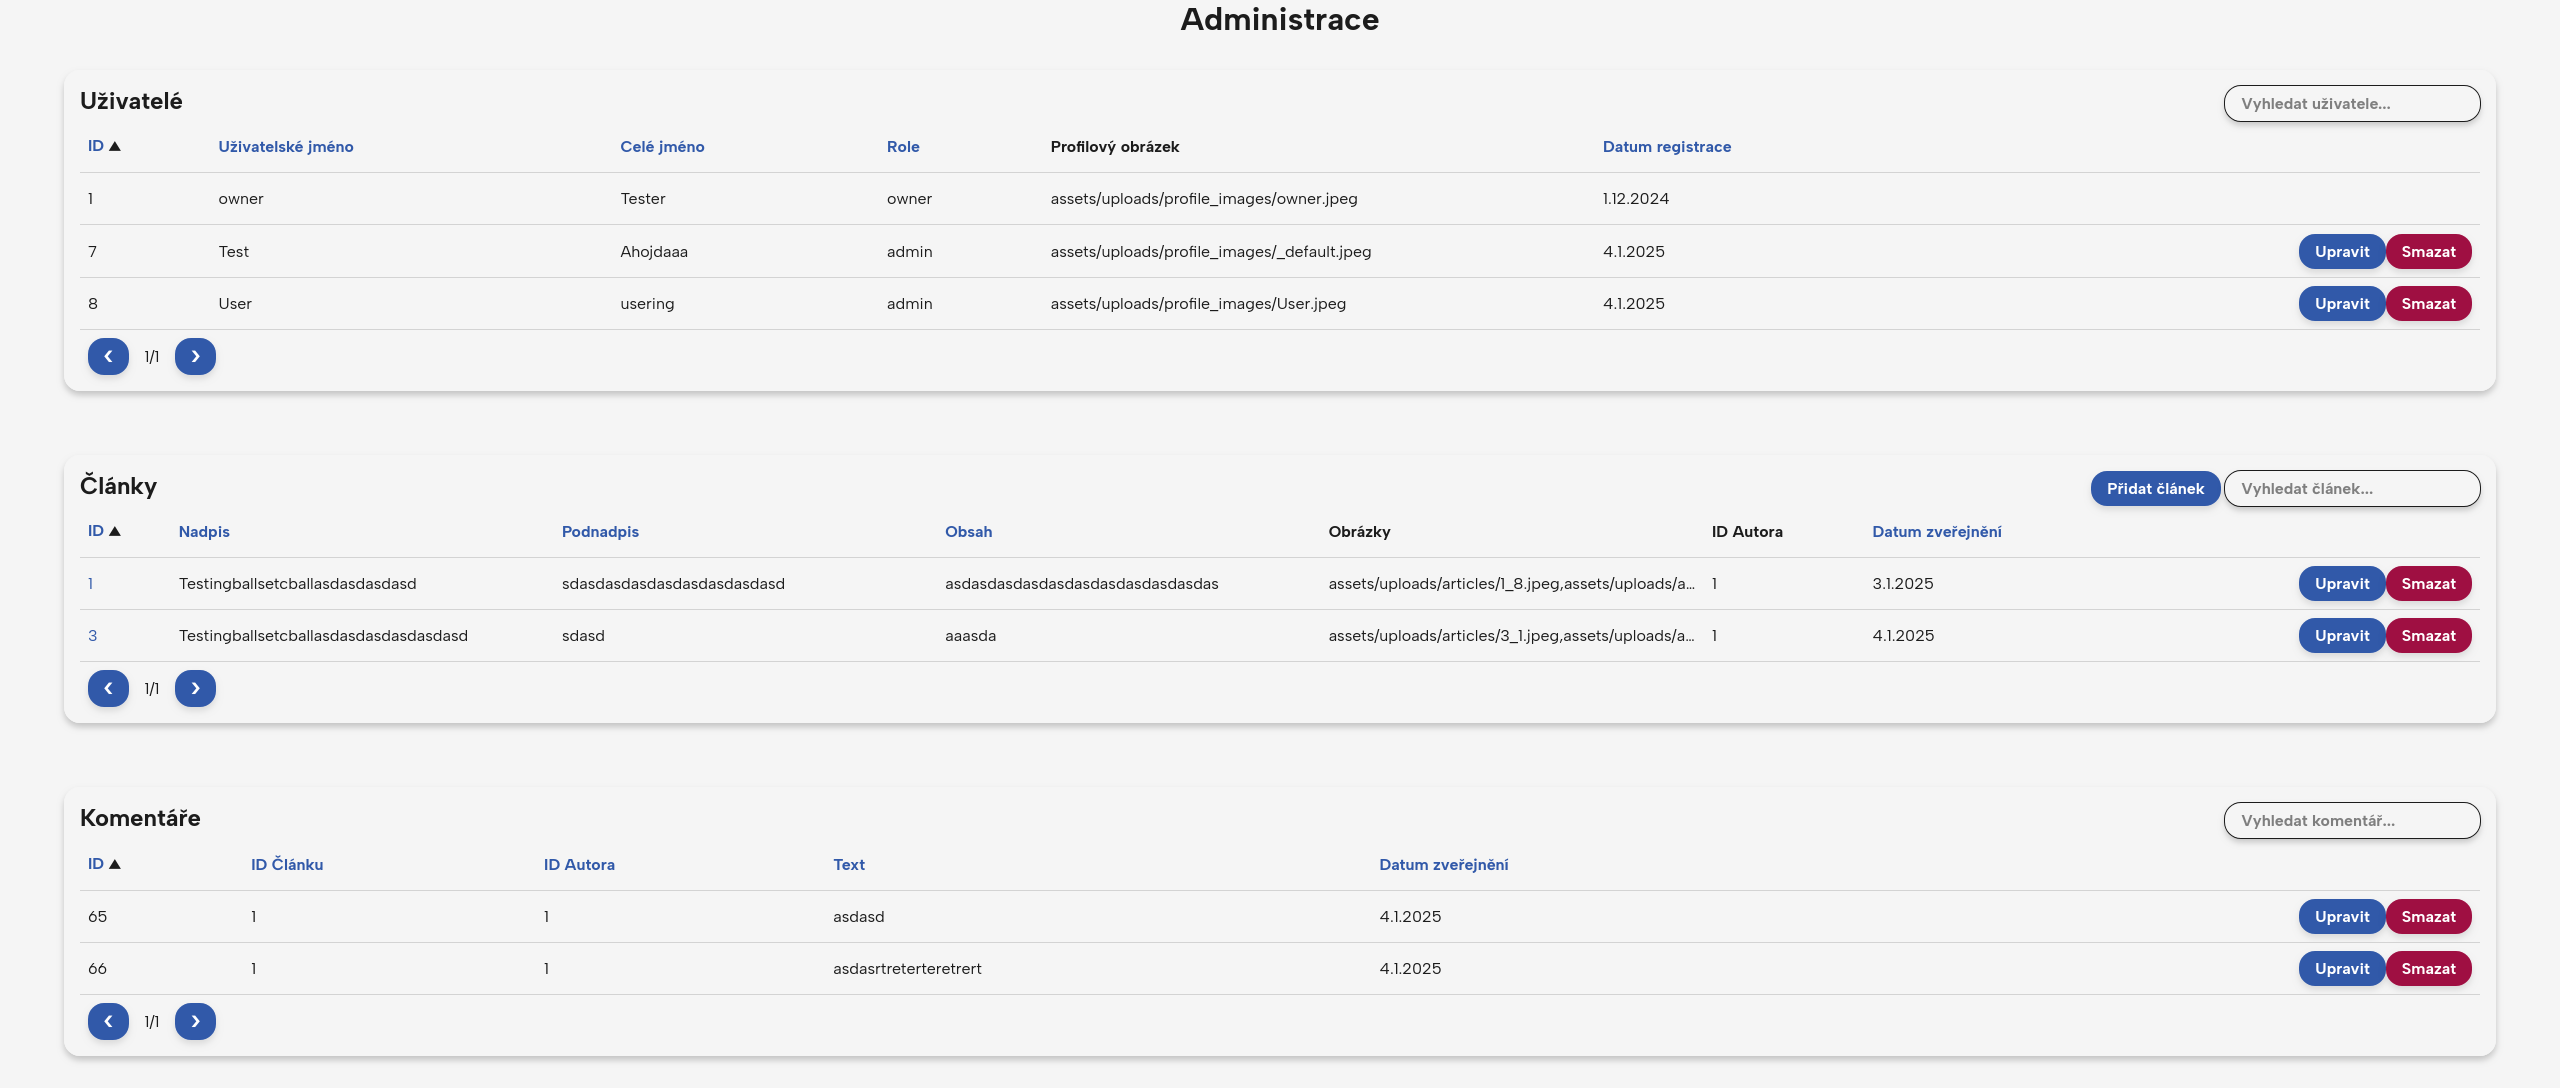 Administrace
Uživatelé
Vyhledat uživatele...
ID ▲ Uživatelské jméno Celé jméno Role Profilový obrázek Datum registrace
1 owner Tester owner assets/uploads/profile_images/owner.jpeg 1.12.2024
7 Test Ahojdaaa admin assets/uploads/profile_images/_default.jpeg 4.1.2025 Upravit Smazat
8 User usering admin assets/uploads/profile_images/User.jpeg 4.1.2025 Upravit Smazat
‹ 1/1 ›
Články
Přidat článek Vyhledat článek...
ID ▲ Nadpis Podnadpis Obsah Obrázky ID Autora Datum zveřejnění
1 Testingballsetcballasdasdasdasd sdasdasdasdasdasdasdasdasd asdasdasdasdasdasdasdasdasdasdas assets/uploads/articles/1_8.jpeg,assets/uploads/a... 1 3.1.2025 Upravit Smazat
3 Testingballsetcballasdasdasdasdasdasd sdasd aaasda assets/uploads/articles/3_1.jpeg,assets/uploads/a... 1 4.1.2025 Upravit Smazat
‹ 1/1 ›
Komentáře
Vyhledat komentář...
ID ▲ ID Článku ID Autora Text Datum zveřejnění
65 1 1 asdasd 4.1.2025 Upravit Smazat
66 1 1 asdasrtreterteretrert 4.1.2025 Upravit Smazat
‹ 1/1 ›